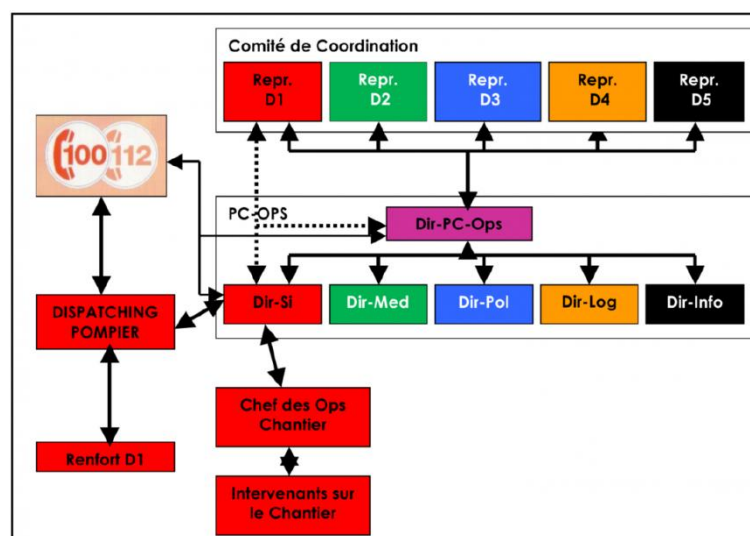 Comité de Coordination
Repr.
D1
Repr.
D2
Repr.
D3
Repr.
D4
Repr.
D5
100 112
PC-OPS
Dir-PC-Ops
DISPATCHING
POMPIER
Dir-Si
Dir-Med
Dir-Pol
Dir-Log
Dir-Info
Chef des Ops
Chantier
Renfort D1
Intervenants sur
le Chantier